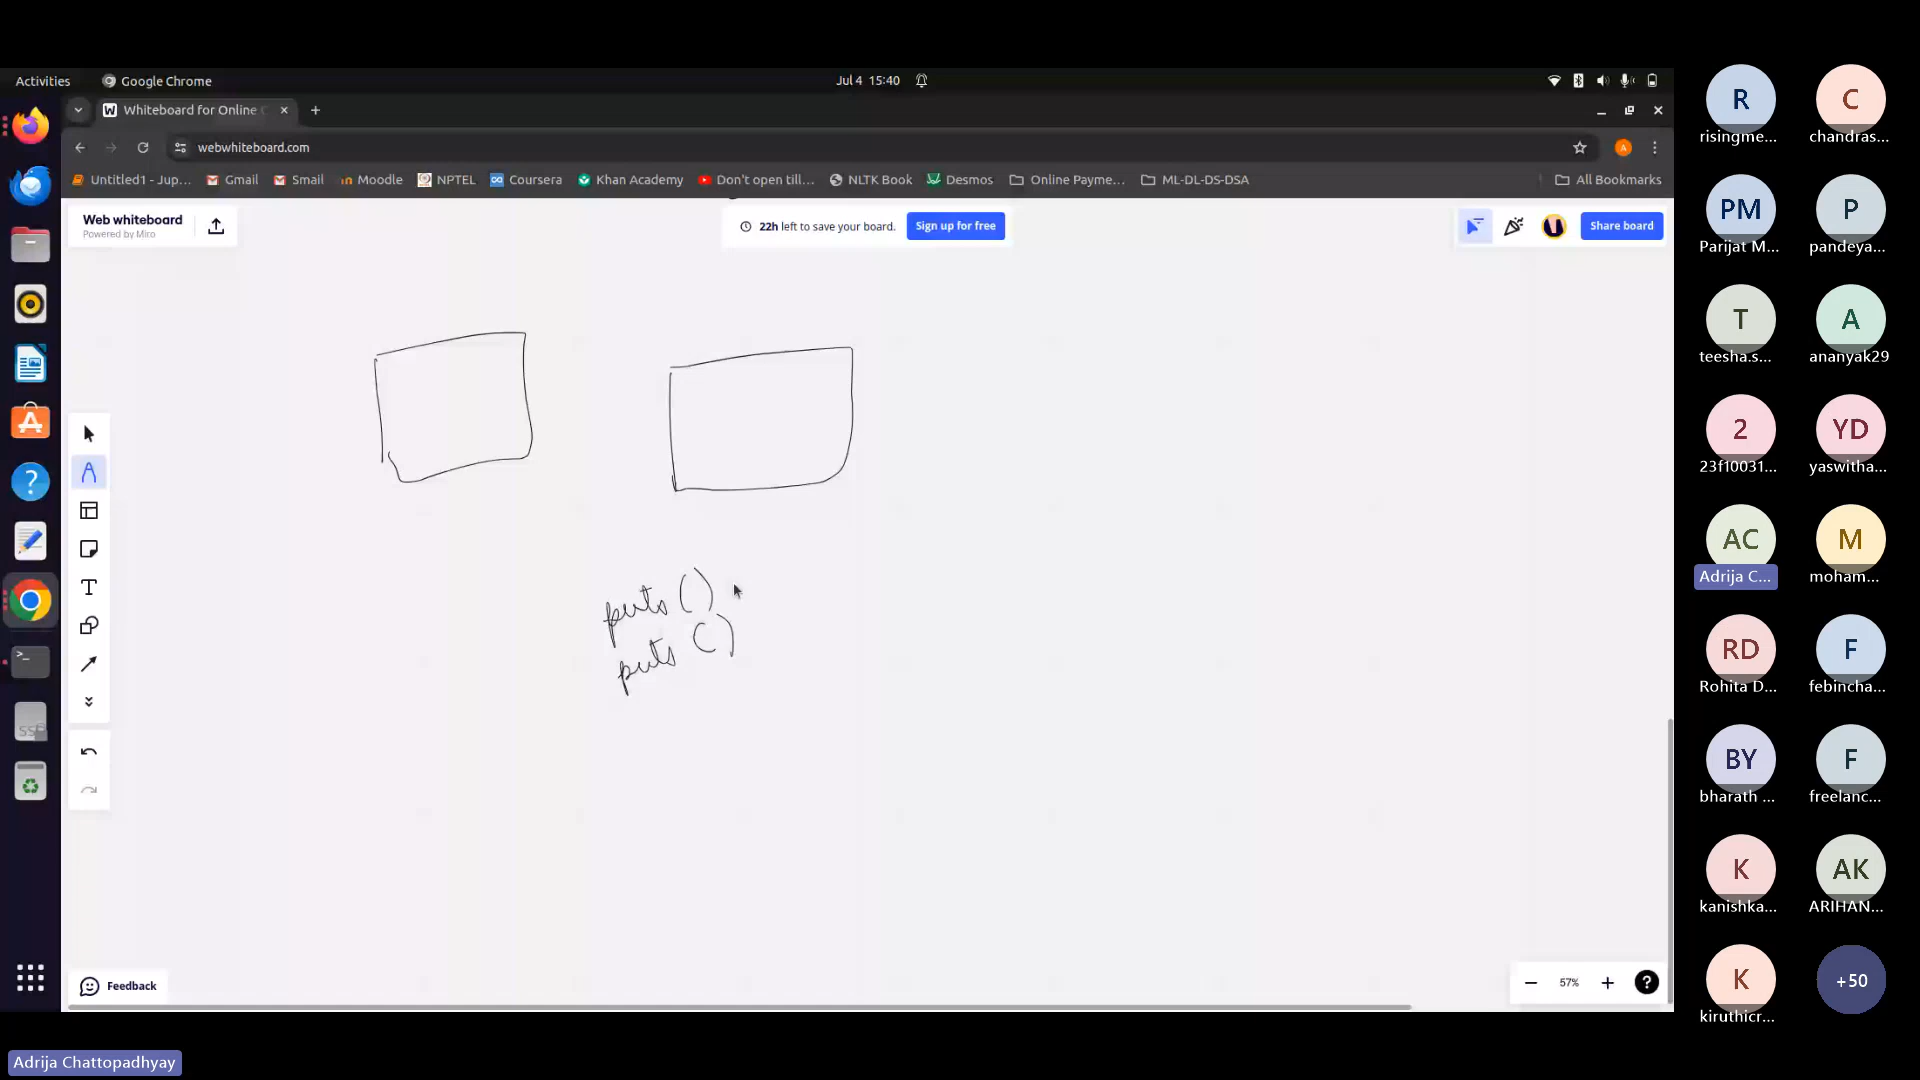 Activities Google Chrome Jul 4 15:40
Whiteboard for Online C
webwhiteboard.com
A
Untitled1 - Jup... Gmail Smail Moodle NPTEL Coursera Khan Academy Don't open till... NLTK Book Desmos Online Payme... ML-DL-DS-DSA All Bookmarks
Web whiteboard
Powered by Miro
22h left to save your board. Sign up for free
Share board
puts ()
puts ()
Feedback
57%
R
risingme...
C
chandras...
PM
Parijat M...
P
pandeya...
T
teesha.s...
A
ananyak29
2
23f10031...
YD
yaswitha...
AC
Adrija C...
M
moham...
RD
Rohita D...
F
febincha...
BY
bharath ...
F
freelanc...
K
kanishka...
AK
ARIHAN...
K
kiruthicr...
+50
Adrija Chattopadhyay